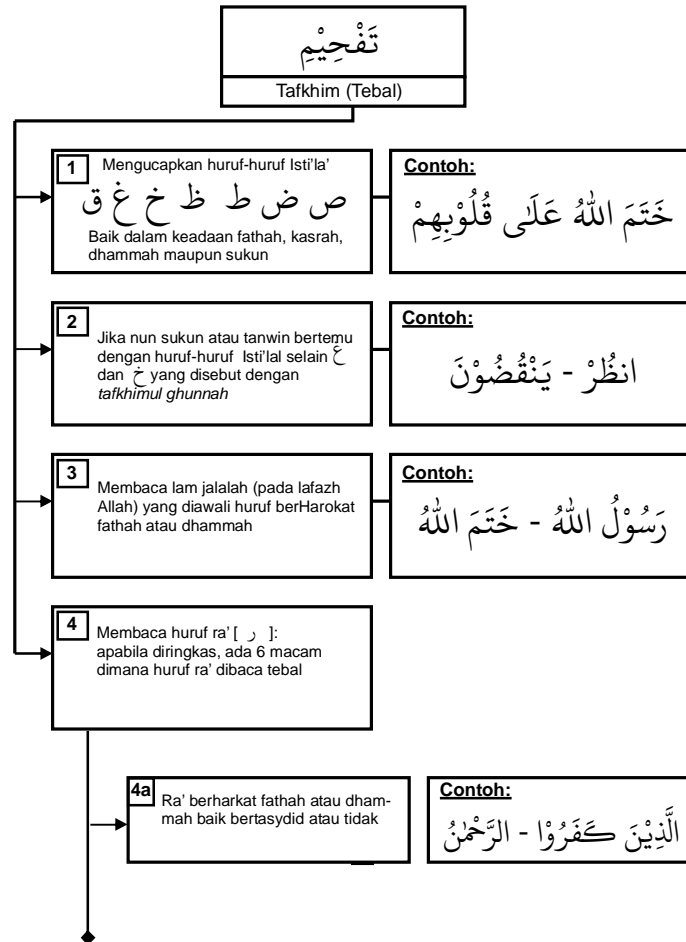 تَفْحِيْمِ
Tafkhim (Tebal)
1
Mengucapkan huruf-huruf Isti'la'
ص ض ط ظ خ غ ق
Baik dalam keadaan fathah, kasrah,
dhammah maupun sukun
Contoh:
خَتَمَ اللهُ عَلَى قُلُوْبِهِمْ
2
Jika nun sukun atau tanwin bertemu
dengan huruf-huruf Isti'lal selain غ
dan خ yang disebut dengan
tafkhimul ghunnah
Contoh:
انظُرْ - يَنْقُضُوْنَ
3
Membaca lam jalalah (pada lafazh
Allah) yang diawali huruf berHarokat
fathah atau dhammah
Contoh:
رَسُوْلُ اللهُ - خَتَمَ اللهُ
4
Membaca huruf ra' [ ر ]:
apabila diringkas, ada 6 macam
dimana huruf ra' dibaca tebal
4a
Ra' berharkat fathah atau dham-
mah baik bertasydid atau tidak
Contoh:
الَّذِيْنَ كَفَرُوْا - الرَّحْمٰنُ